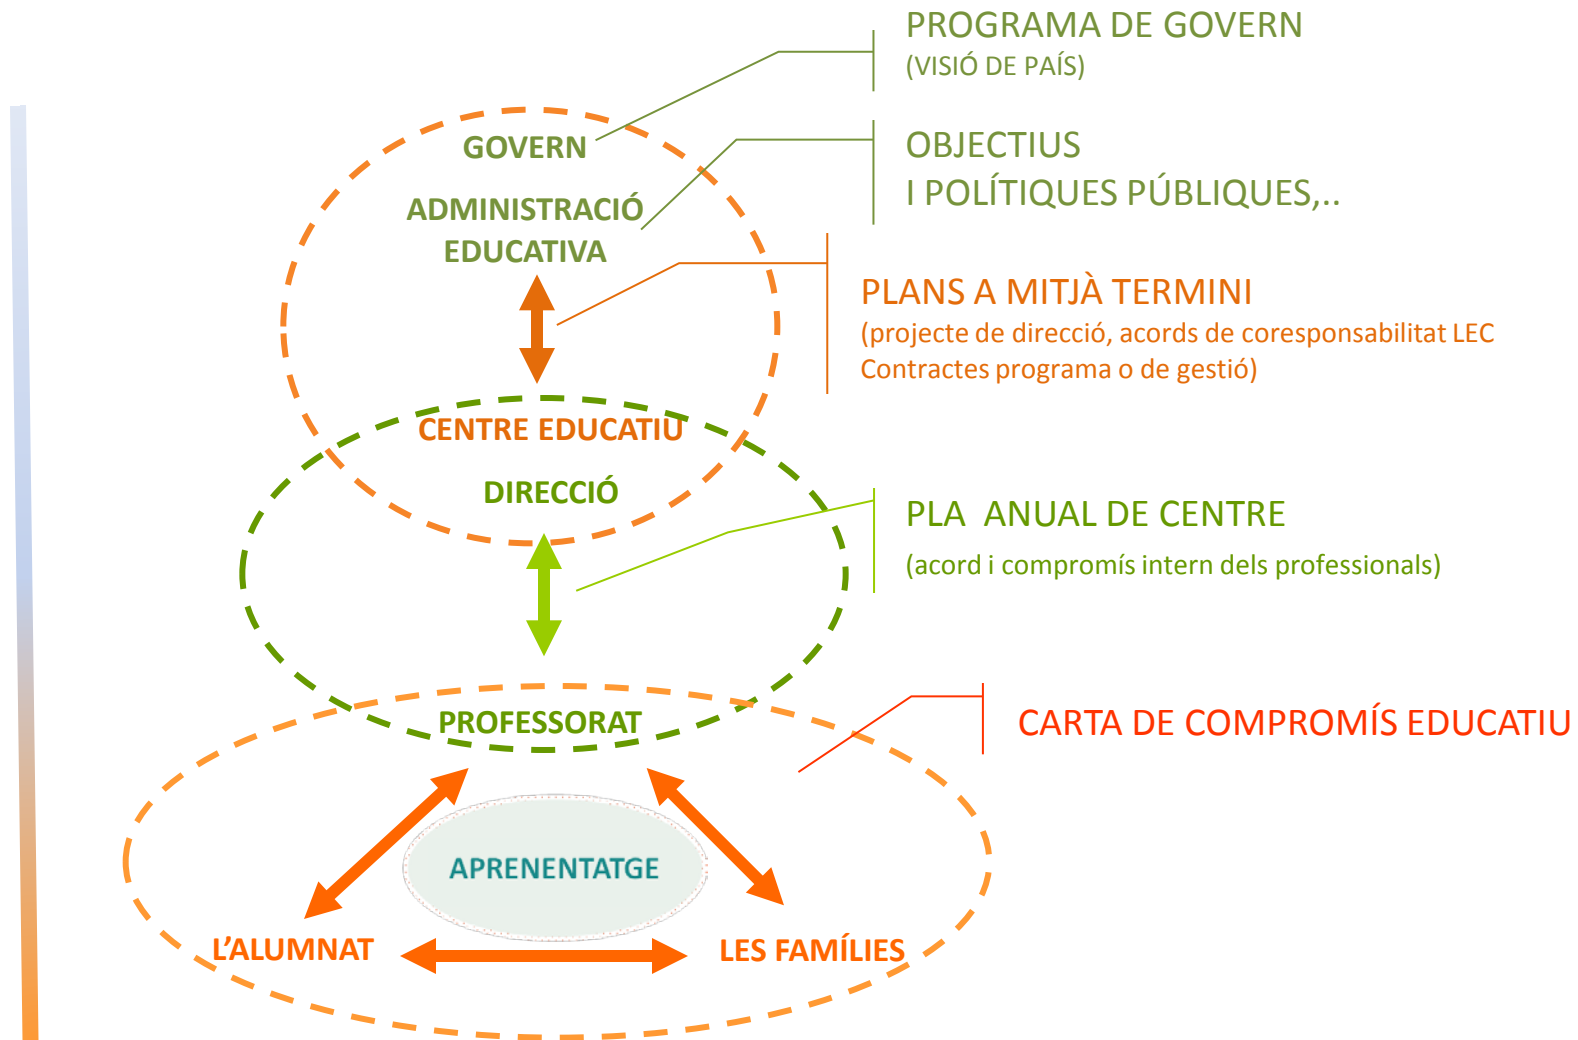 PROGRAMA DE GOVERN
(VISIÓ DE PAÍS)
GOVERN
OBJECTIUS
I POLÍTIQUES PÚBLIQUES,..
ADMINISTRACIÓ
EDUCATIVA
PLANS A MITJÀ TERMINI
(projecte de direcció, acords de coresponsabilitat LEC
Contractes programa o de gestió)
CENTRE EDUCATIU
DIRECCIÓ
PLA  ANUAL DE CENTRE
(acord i compromís intern dels professionals)
PROFESSORAT
CARTA DE COMPROMÍS EDUCATIU
APRENENTATGE
L'ALUMNAT
LES FAMÍLIES